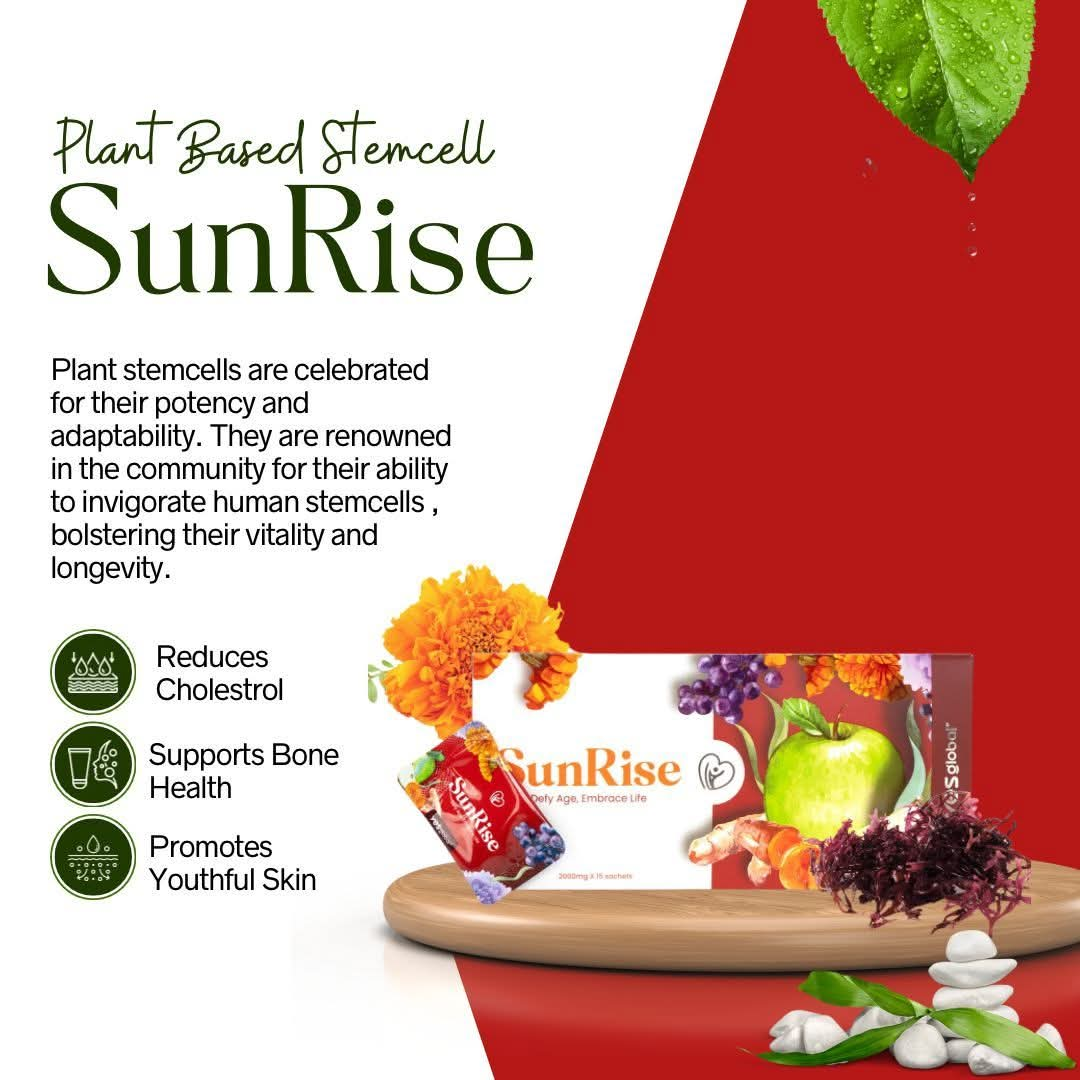 Plant Based Stemcell
SunRise
Plant stemcells are celebrated
for their potency and
adaptability. They are renowned
in the community for their ability
to invigorate human stemcells ,
bolstering their vitality and
longevity.
Reduces
Cholestrol
Supports Bone
Health
Promotes
Youthful Skin
SunRise
Defy Age, Embrace Life
2000mg X 15 sachets
SunRise
S global